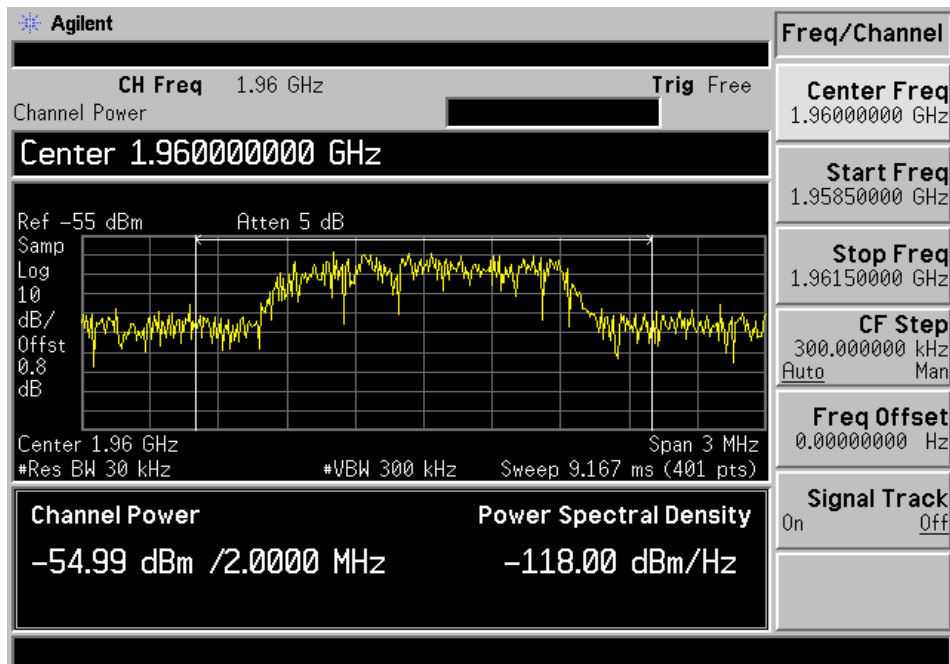 Agilent
Freq/Channel
CH Freq 1.96 GHz Trig Free
Channel Power
Center 1.960000000 GHz
Ref -55 dBm Atten 5 dB
Samp
Log
10
dB/
Offst
0.8
dB
Center 1.96 GHz Span 3 MHz
#Res BW 30 kHz #VBW 300 kHz Sweep 9.167 ms (401 pts)
Channel Power Power Spectral Density
-54.99 dBm /2.0000 MHz -118.00 dBm/Hz
Center Freq
1.96000000 GHz
Start Freq
1.95850000 GHz
Stop Freq
1.96150000 GHz
CF Step
300.000000 kHz
Auto Man
Freq Offset
0.00000000 Hz
Signal Track
On Off